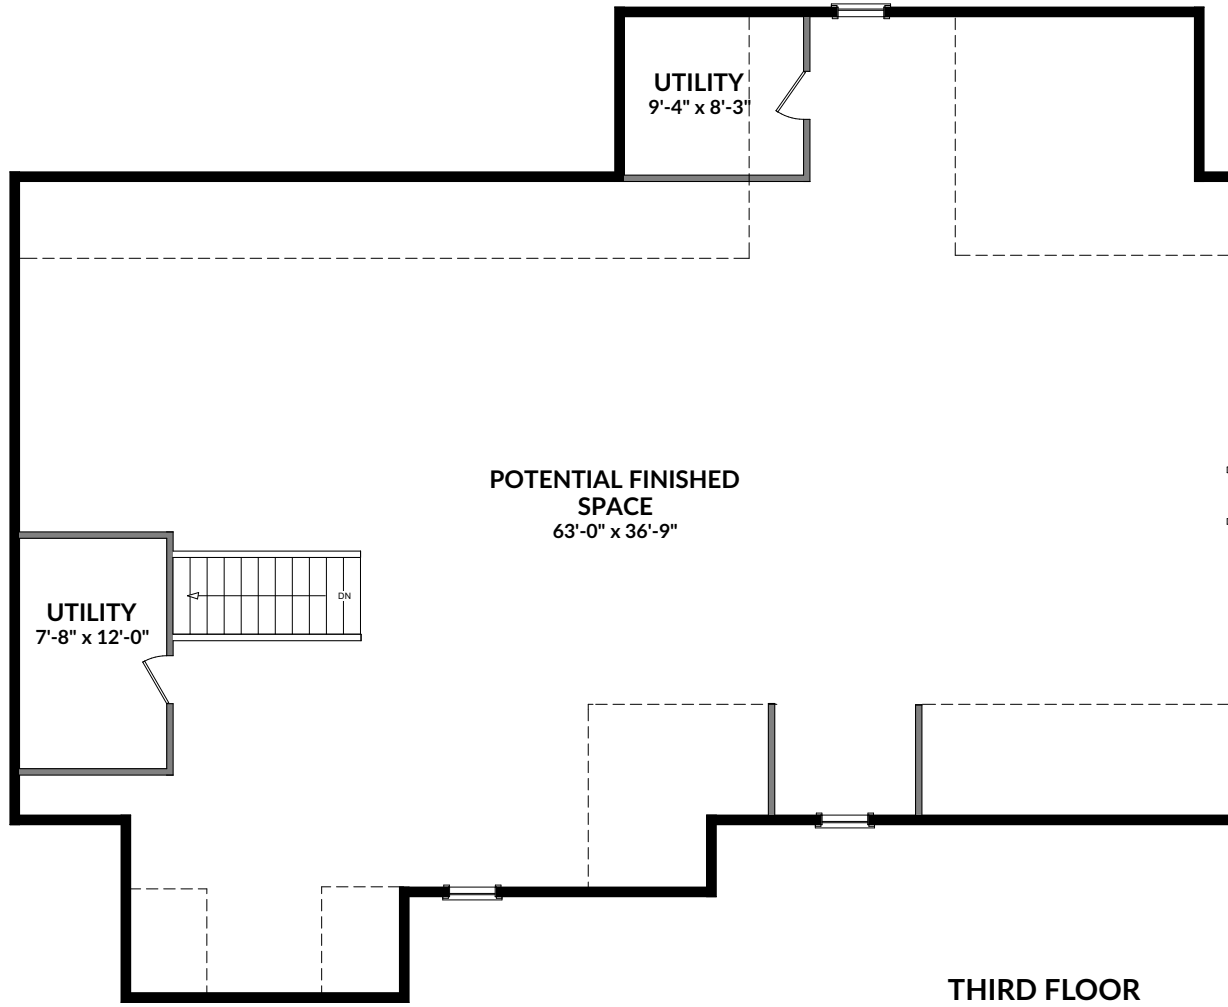 UTILITY
9'-4" x 8'-3"
POTENTIAL FINISHED
SPACE
63'-0" x 36'-9"
DN
UTILITY
7'-8" x 12'-0"
THIRD FLOOR